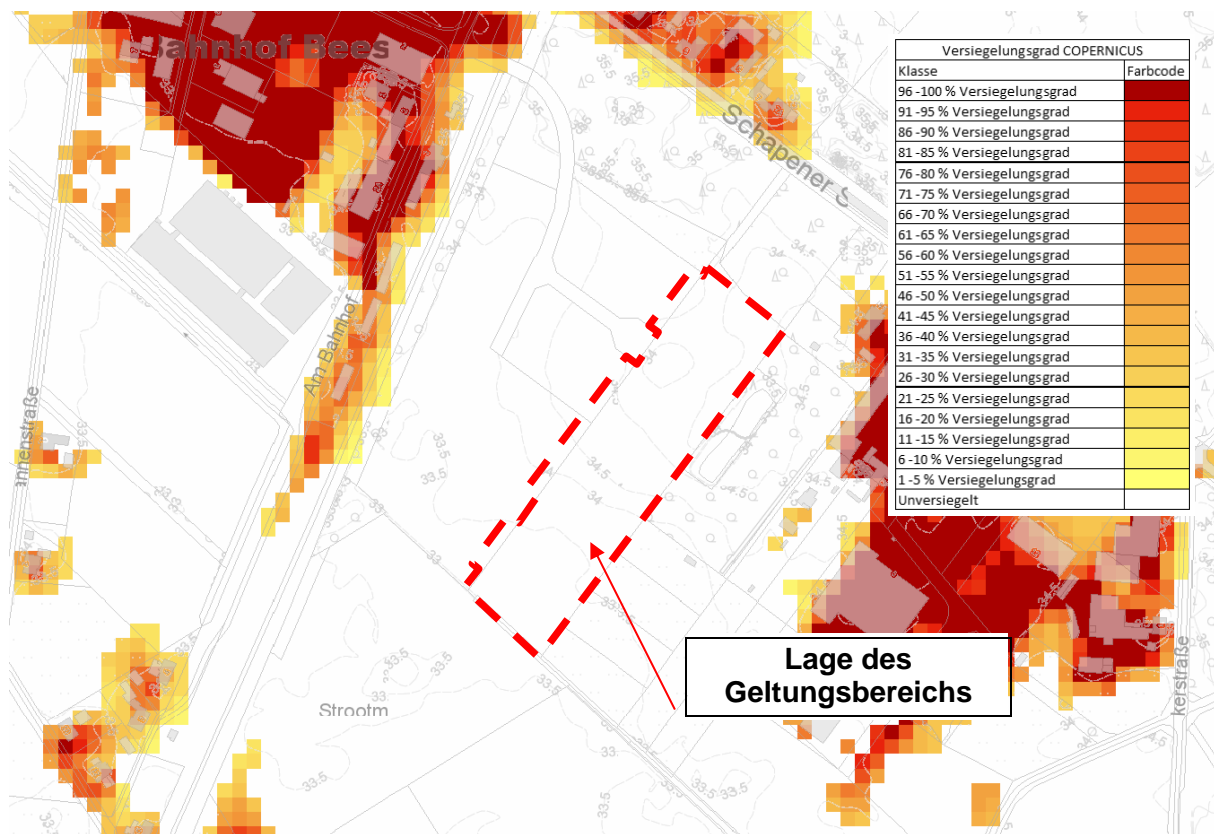 Bahnhof Bees
Schapener S
Am Bahnhof
annenstraße
Strootm
kerstraße
Versiegelungsgrad COPERNICUS
Klasse Farbcode
96 -100 % Versiegelungsgrad
91 -95 % Versiegelungsgrad
86 -90 % Versiegelungsgrad
81 -85 % Versiegelungsgrad
76 -80 % Versiegelungsgrad
71 -75 % Versiegelungsgrad
66 -70 % Versiegelungsgrad
61 -65 % Versiegelungsgrad
56 -60 % Versiegelungsgrad
51 -55 % Versiegelungsgrad
46 -50 % Versiegelungsgrad
41 -45 % Versiegelungsgrad
36 -40 % Versiegelungsgrad
31 -35 % Versiegelungsgrad
26 -30 % Versiegelungsgrad
21 -25 % Versiegelungsgrad
16 -20 % Versiegelungsgrad
11 -15 % Versiegelungsgrad
6 -10 % Versiegelungsgrad
1 -5 % Versiegelungsgrad
Unversiegelt
Lage des
Geltungsbereichs